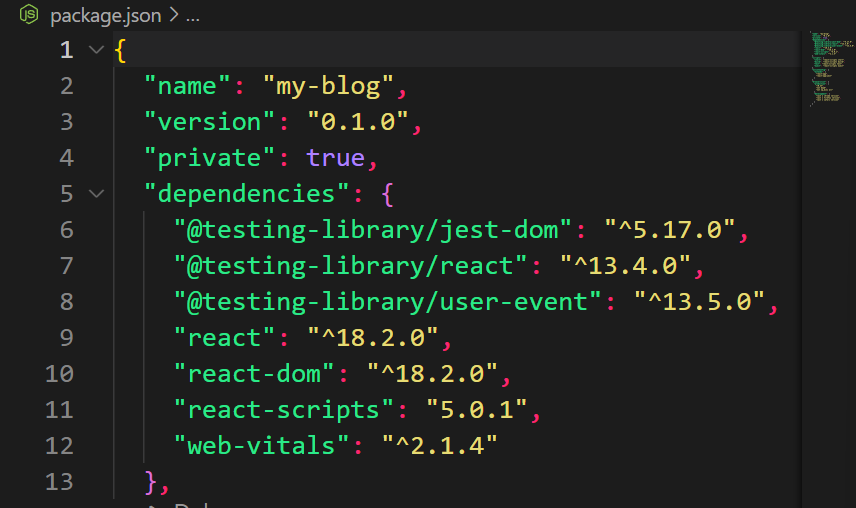 package.json > ...
1 {
2 "name": "my-blog",
3 "version": "0.1.0",
4 "private": true,
5 "dependencies": {
6 "@testing-library/jest-dom": "^5.17.0",
7 "@testing-library/react": "^13.4.0",
8 "@testing-library/user-event": "^13.5.0",
9 "react": "^18.2.0",
10 "react-dom": "^18.2.0",
11 "react-scripts": "5.0.1",
12 "web-vitals": "^2.1.4"
13 },